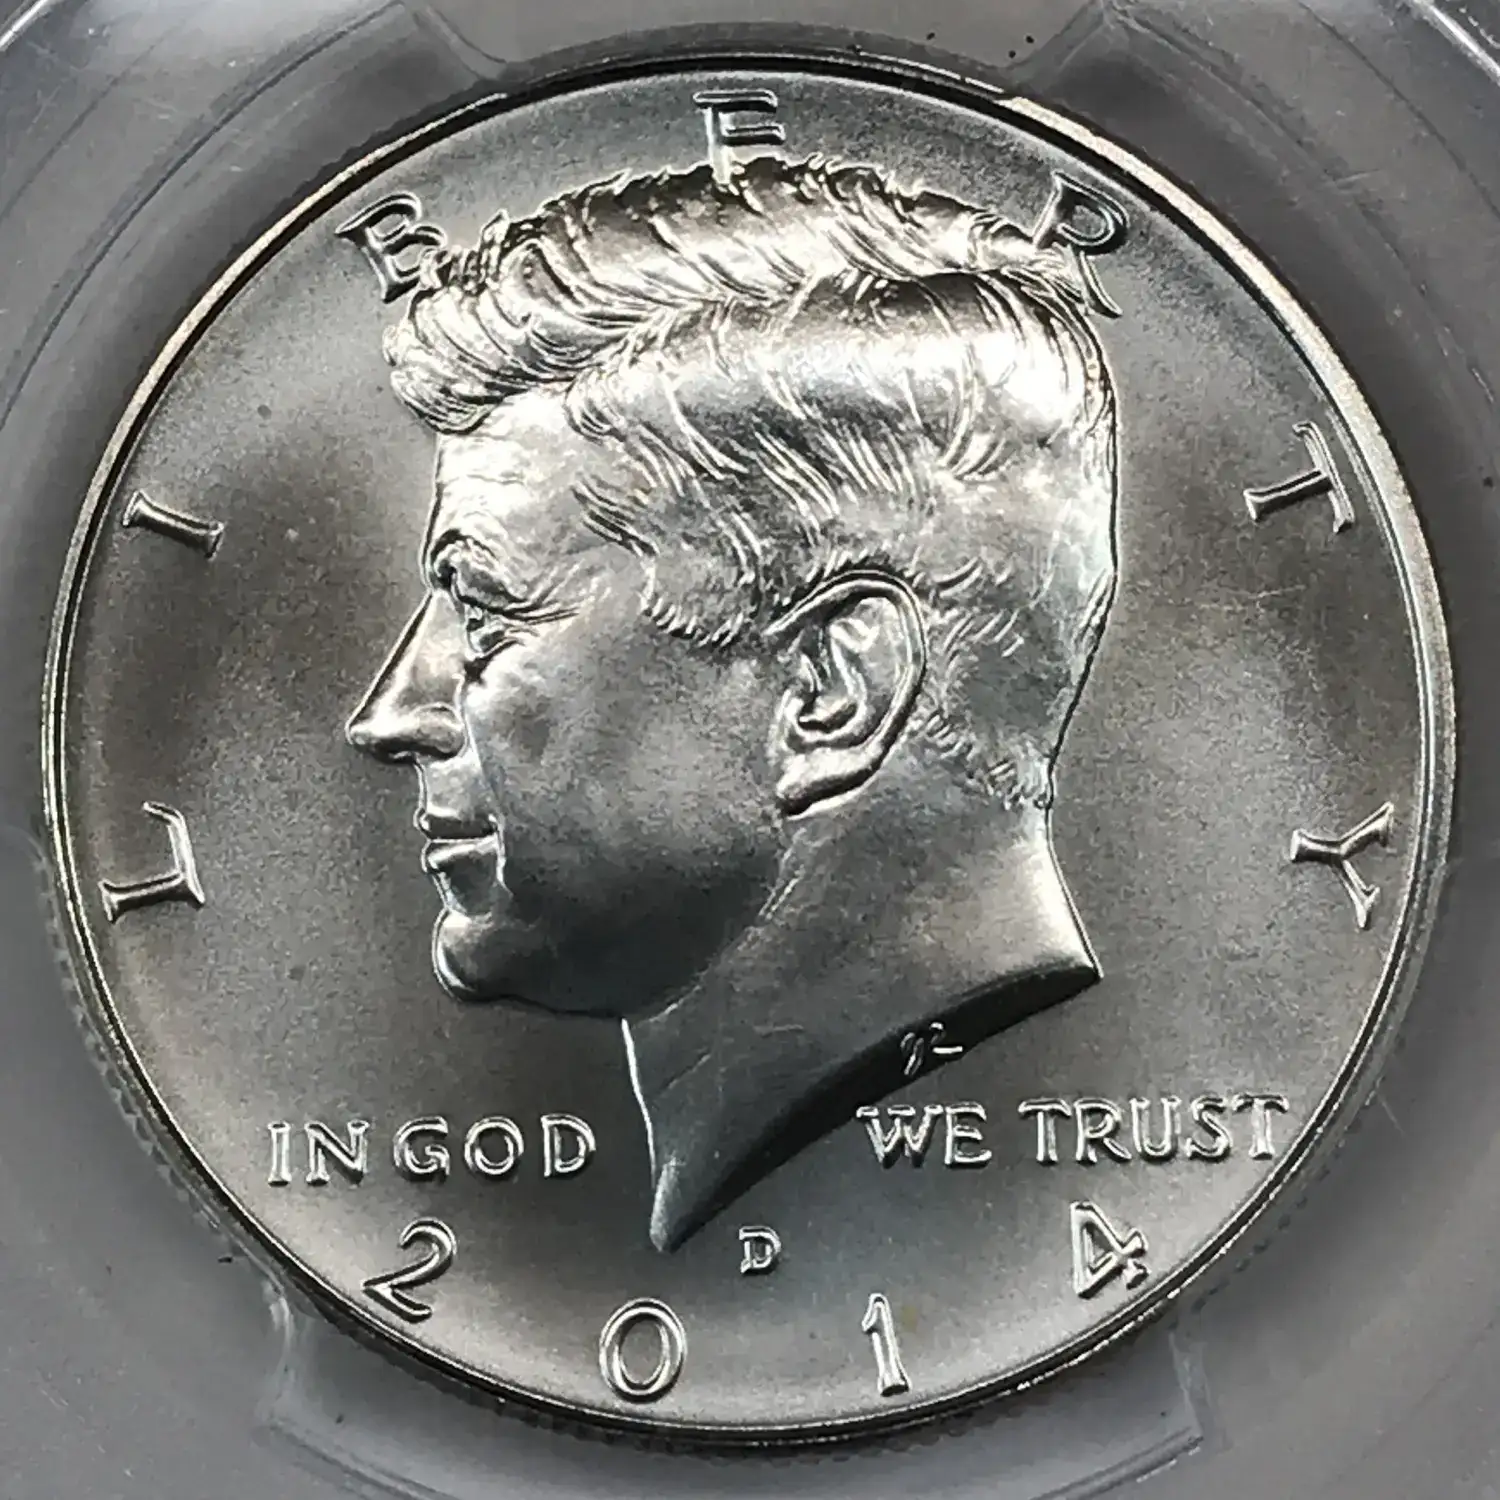 LIBERTY
IN GOD WE TRUST
D
2014